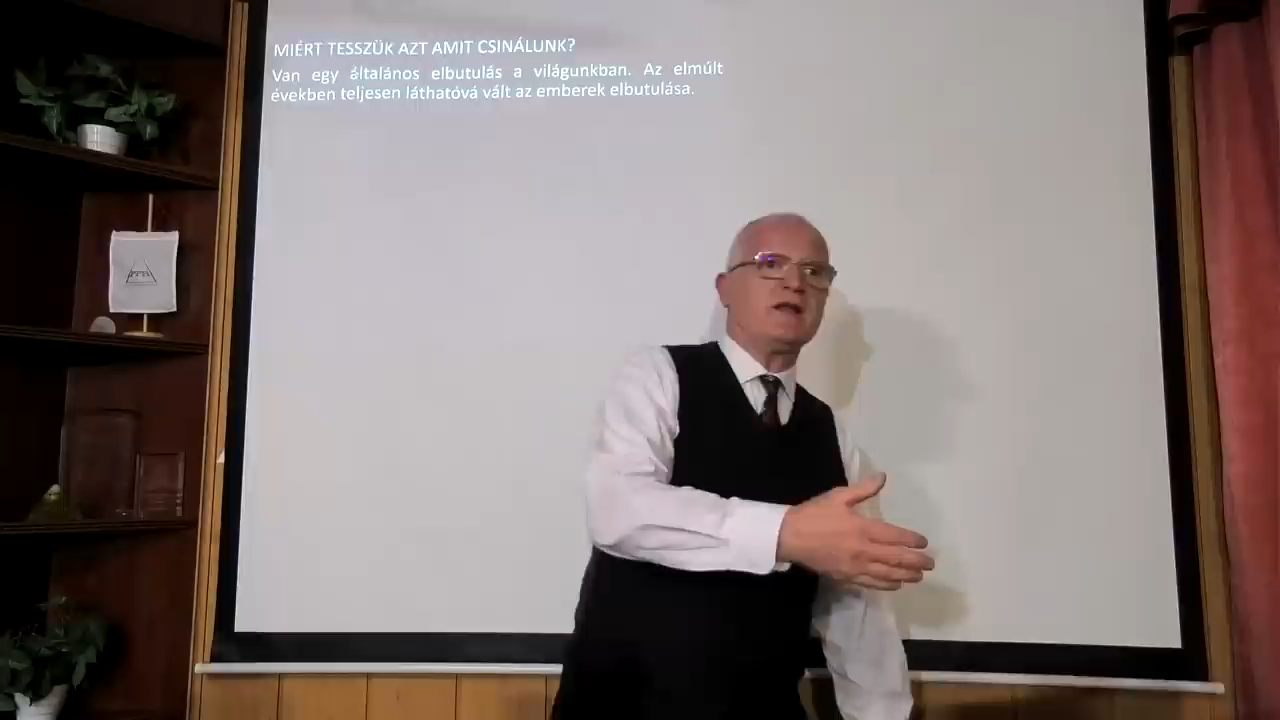 MIÉRT TESSZÜK AZT AMIT CSINÁLUNK?
Van egy általános elbutulás a világunkban. Az elmúlt
években teljesen láthatóvá vált az emberek elbutulása.